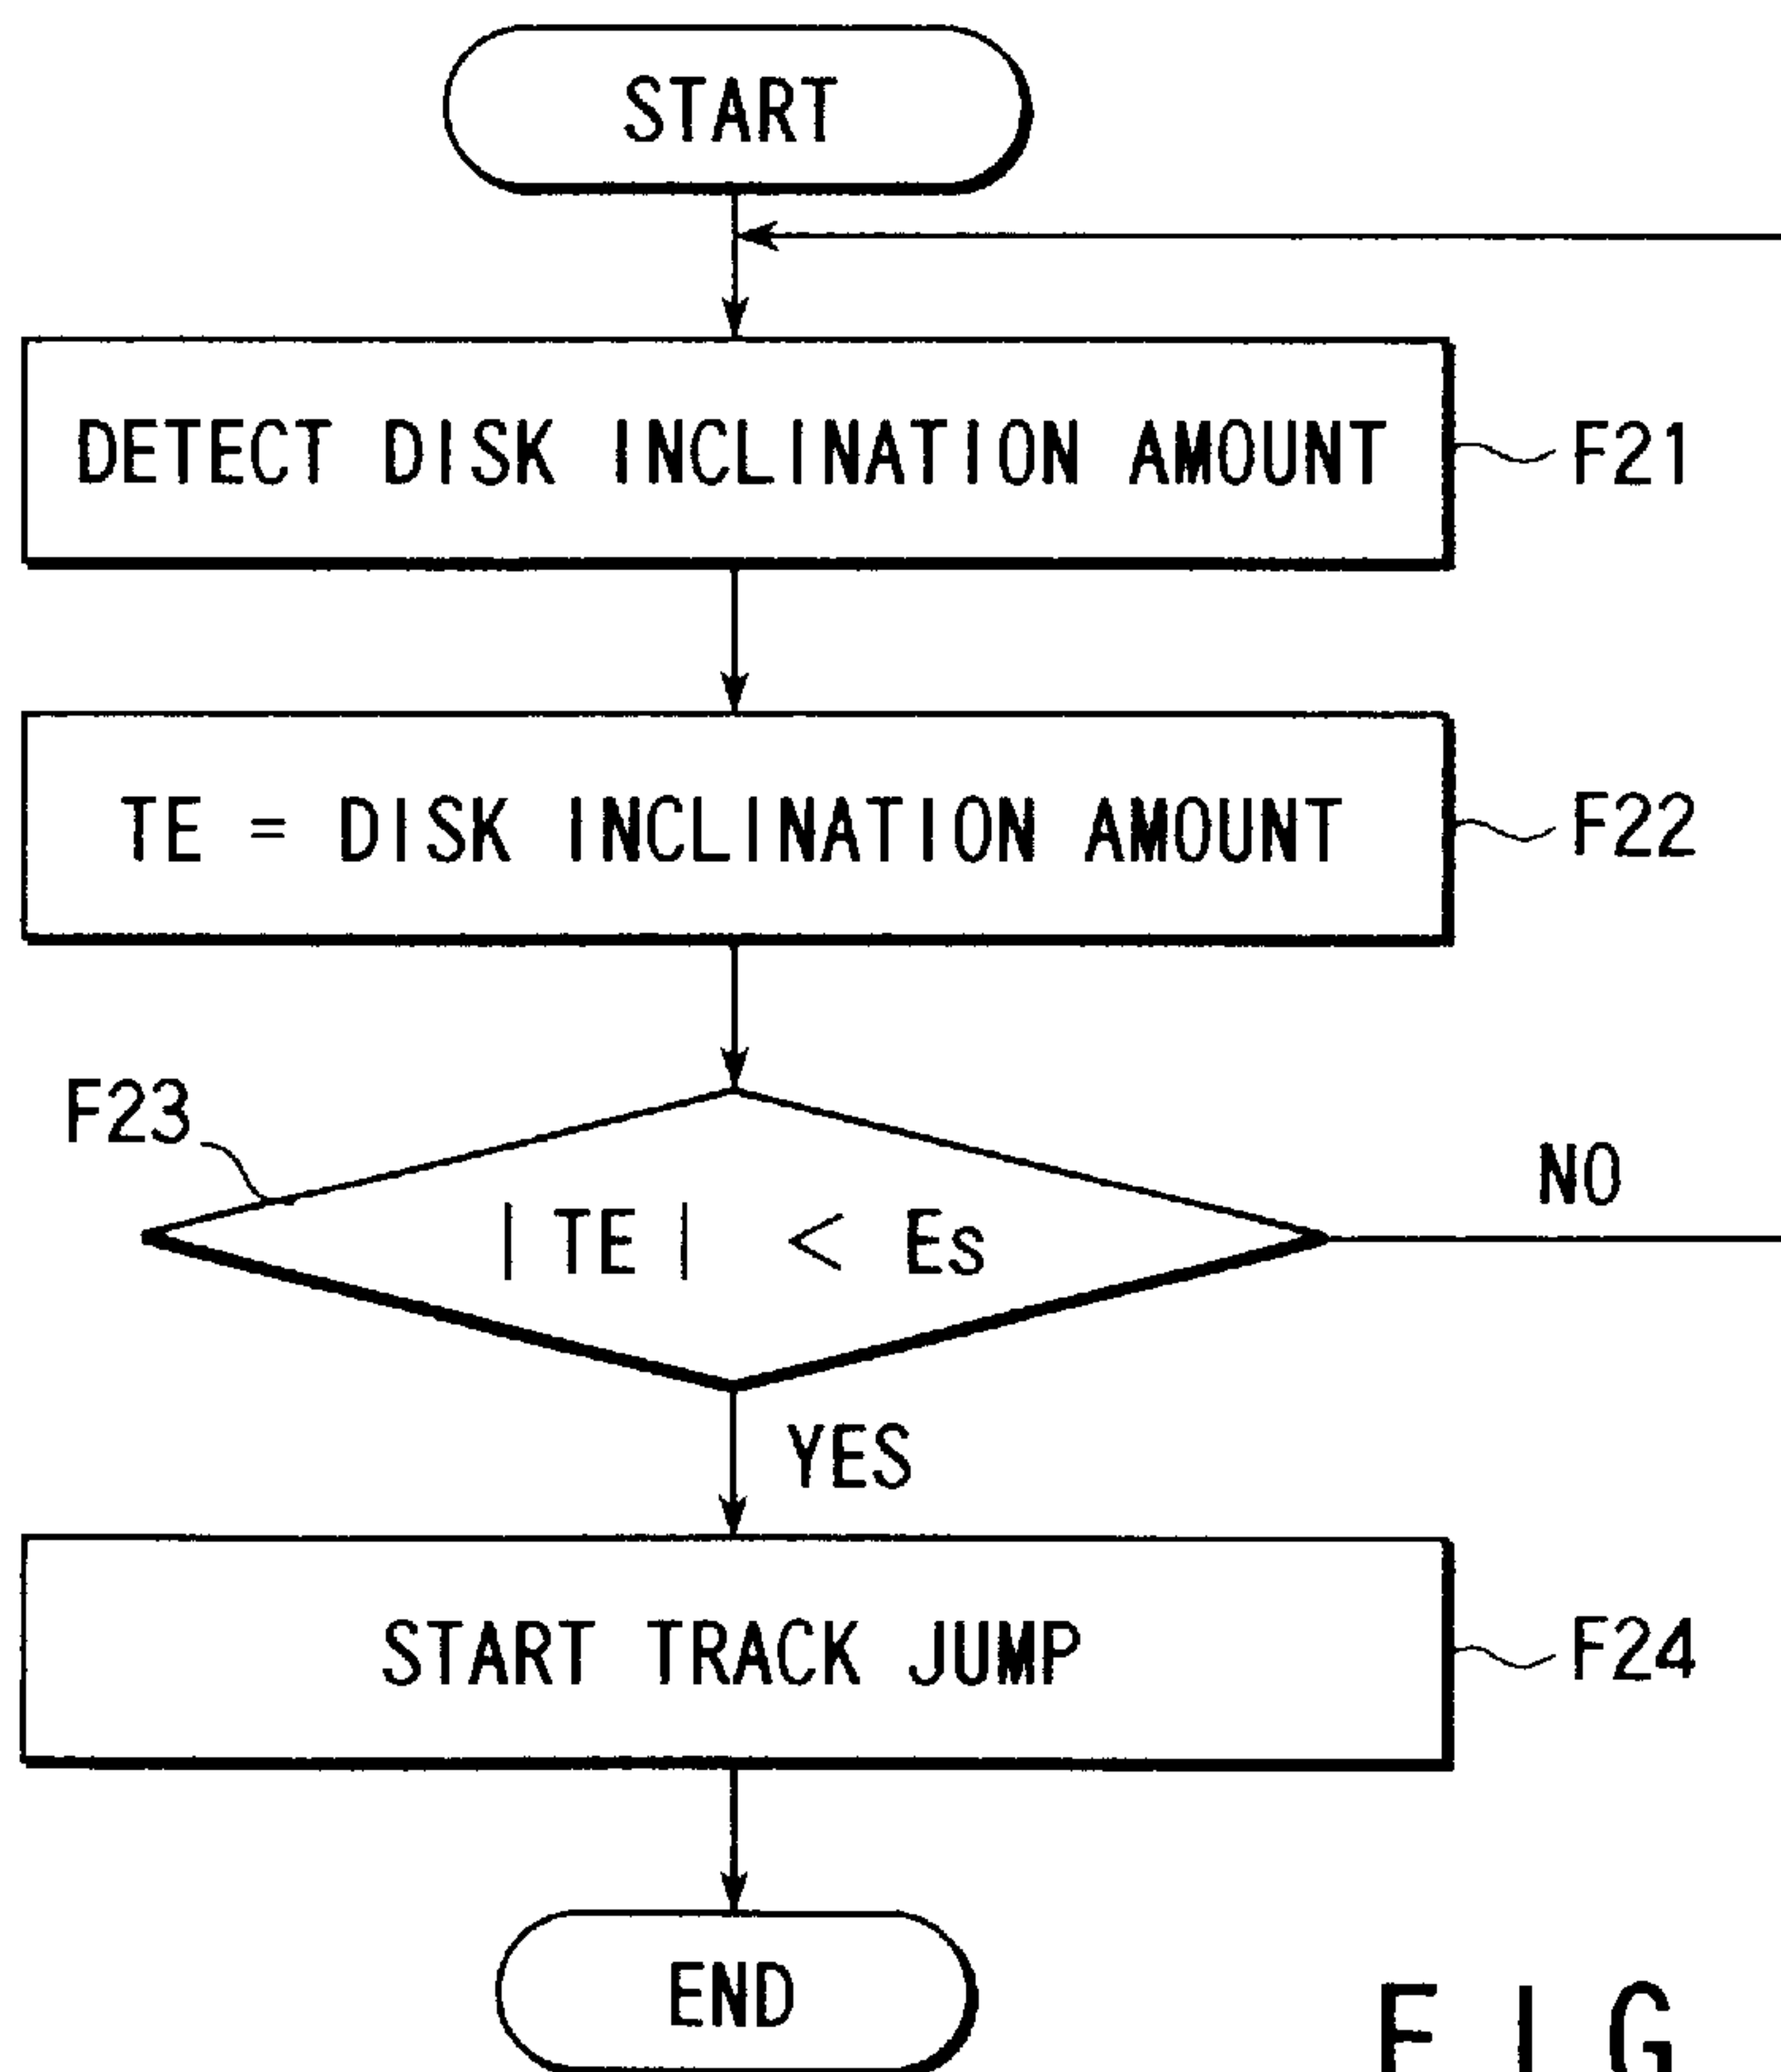 START
DETECT DISK INCLINATION AMOUNT
F21
TE = DISK INCLINATION AMOUNT
F22
F23
| TE | < Es
NO
YES
START TRACK JUMP
F24
END
FIG